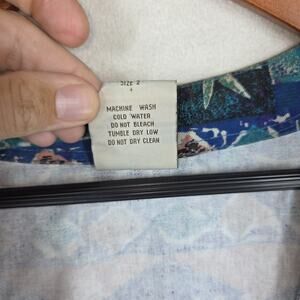 SIZE 2
MACHINE WASH
COLD WATER
DO NOT BLEACH
TUMBLE DRY LOW
DO NOT DRY CLEAN